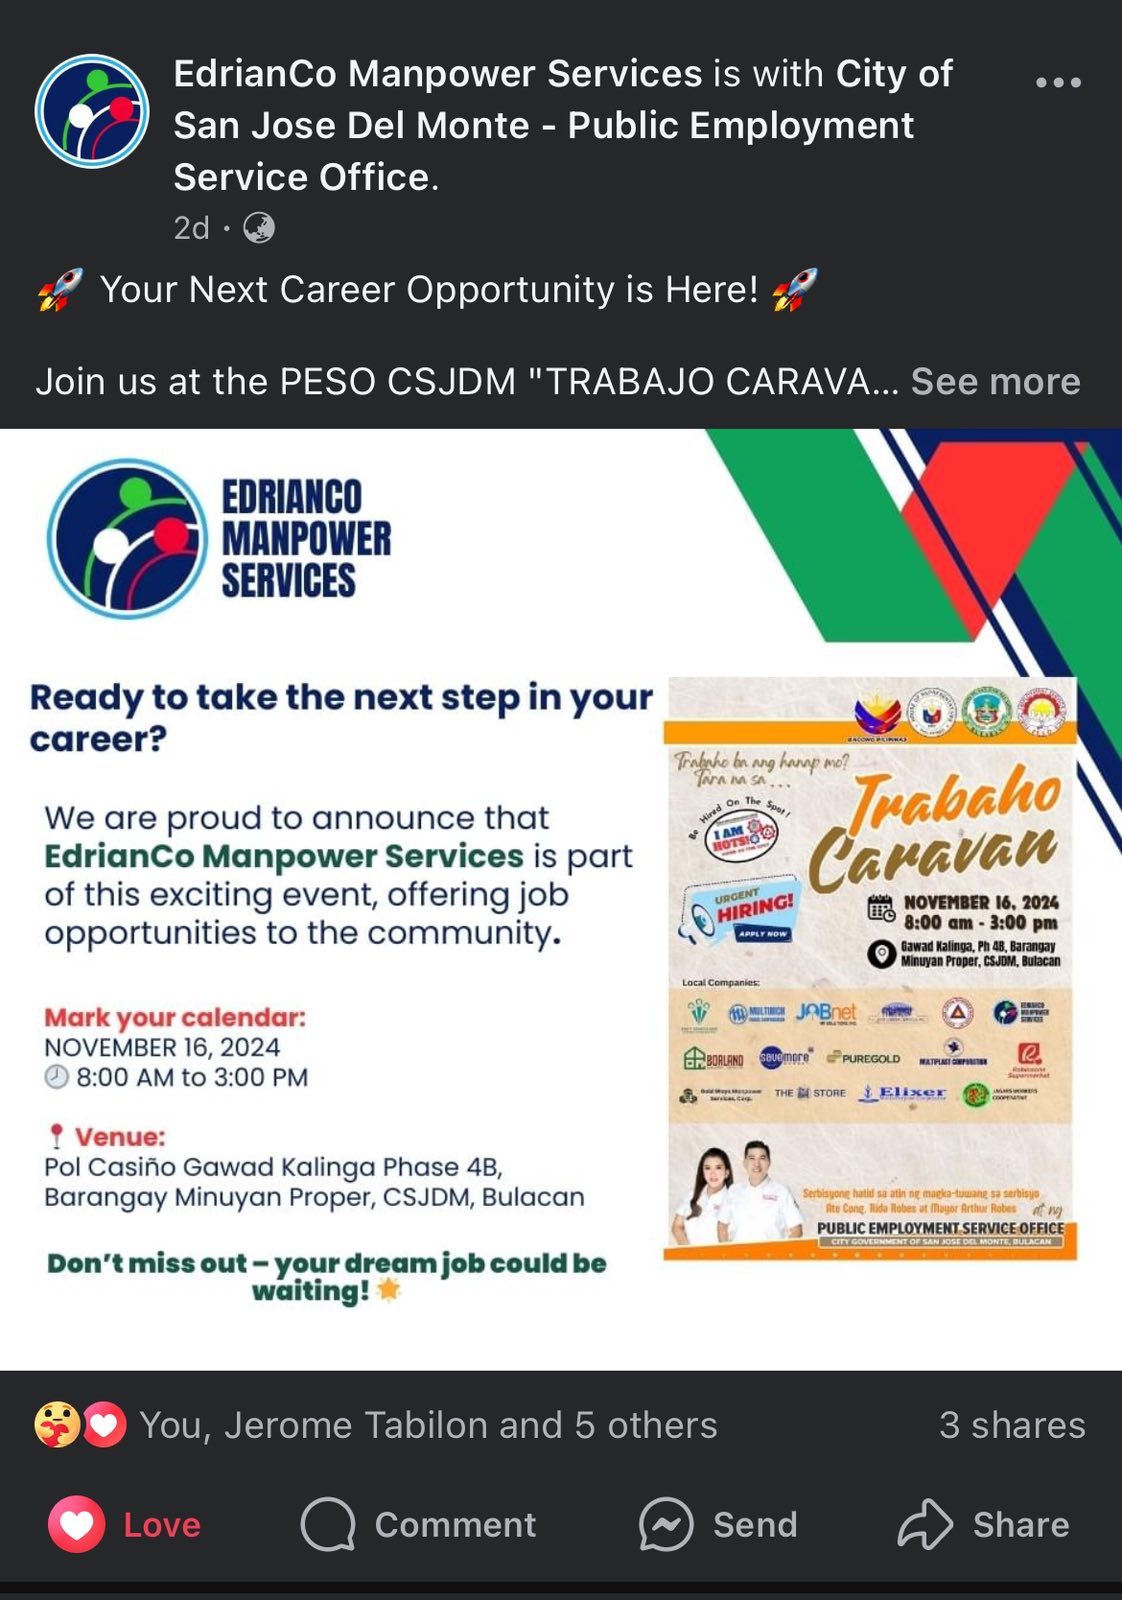 EdrianCo Manpower Services is with City of
San Jose Del Monte - Public Employment
Service Office.
2d ·
🚀 Your Next Career Opportunity is Here! 🚀
Join us at the PESO CSJDM "TRABAJO CARAVA... See more
EDRIANCO
MANPOWER
SERVICES
Ready to take the next step in your
career?
We are proud to announce that
EdrianCo Manpower Services is part
of this exciting event, offering job
opportunities to the community.
Mark your calendar:
NOVEMBER 16, 2024
🕗 8:00 AM to 3:00 PM
📍 Venue:
Pol Casiño Gawad Kalinga Phase 4B,
Barangay Minuyan Proper, CSJDM, Bulacan
Don't miss out – your dream job could be
waiting! 🌟
BAGONG PILIPINAS
Trabaho ba ang hanap mo?
Tara na sa...
Be Hired On The Spot!
I AM
HOTS!
URGENT
HIRING!
APPLY NOW
Trabaho
Caravan
NOVEMBER 16, 2024
8:00 am - 3:00 pm
Gawad Kalinga, Ph 4B, Barangay
Minuyan Proper, CSJDM, Bulacan
Local Companies:
MULTIRICH
JOBnet
EDRIANCO
MANPOWER
SERVICES
BORLAND
savemore
PUREGOLD
MULTIPLAST CORPORATION
Robinsons
Supermarket
Gold Ways Manpower
Services, Corp.
THE SM STORE
Elixer
COOPERATIVE
Serbisyong hatid sa atin ng magka-tuwang sa serbisyo
Ate Cong. Rida Robes at Mayor Arthur Robes at ng
PUBLIC EMPLOYMENT SERVICE OFFICE
CITY GOVERNMENT OF SAN JOSE DEL MONTE, BULACAN
You, Jerome Tabilon and 5 others
3 shares
Love
Comment
Send
Share